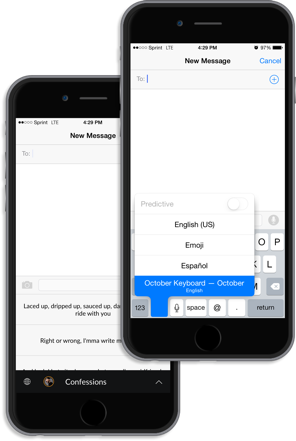 Sprint LTE 4:29 PM 97%
New Message Cancel
To:
Predictive
English (US)
Emoji
Español
October Keyboard — October
English
O P
K L
M
123 space @ . return
Sprint LTE 4:29 PM
New Message
To:
Laced up, dripped up, sauced up, da
ride with you
Right or wrong, I'mma write m
Confessions